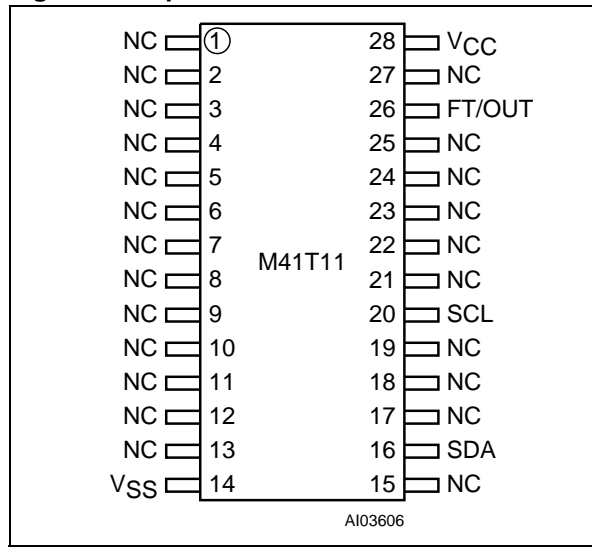 NC 1 28 VCC
NC 2 27 NC
NC 3 26 FT/OUT
NC 4 25 NC
NC 5 24 NC
NC 6 23 NC
NC 7 22 NC
M41T11
NC 8 21 NC
NC 9 20 SCL
NC 10 19 NC
NC 11 18 NC
NC 12 17 NC
NC 13 16 SDA
VSS 14 15 NC
AI03606